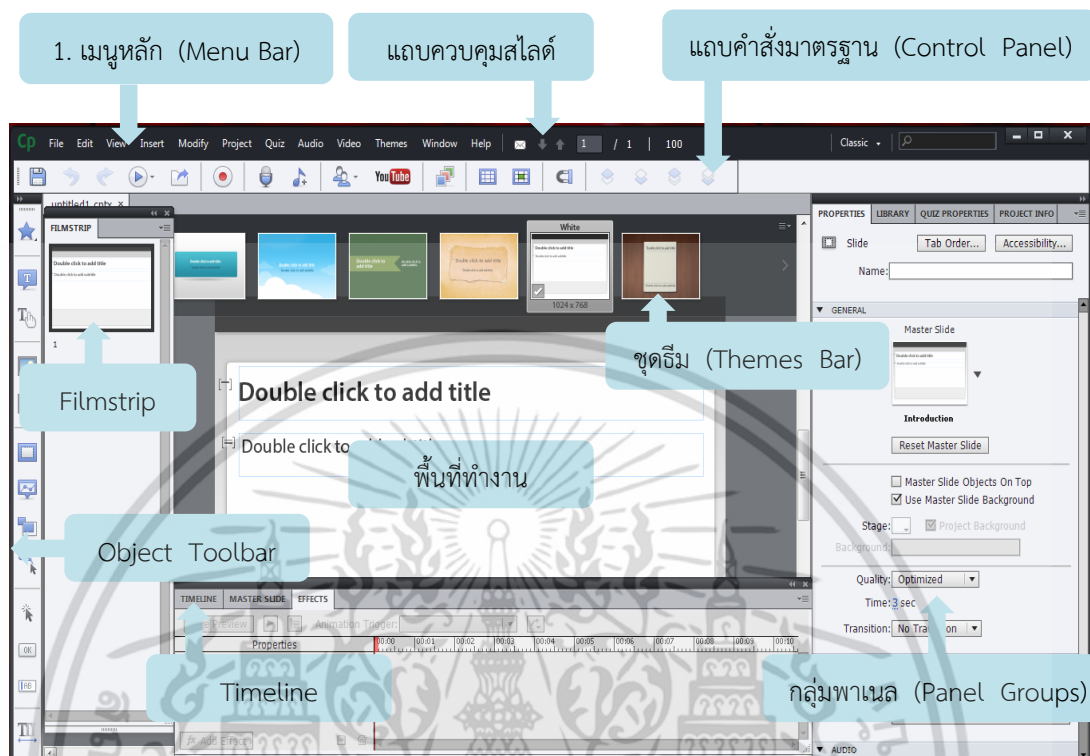 1. เมนูหลัก (Menu Bar)
แถบควบคุมสไลด์
แถบคำสั่งมาตรฐาน (Control Panel)
Cp File Edit View Insert Modify Project Quiz Audio Video Themes Window Help 1 / 1 | 100 Classic
You Tube
untitled1.cptx ×
FILMSTRIP
Double click to add title
1
White
1024 x 768
PROPERTIES LIBRARY QUIZ PROPERTIES PROJECT INFO
Slide Tab Order... Accessibility...
Name:
GENERAL
Master Slide
Introduction
Reset Master Slide
Master Slide Objects On Top
Use Master Slide Background
Stage: Project Background
Background:
Quality: Optimized
Time: 3 sec
Transition: No
ชุดธีม (Themes Bar)
Filmstrip
Double click to add title
Double click to
พื้นที่ทำงาน
Object Toolbar
TIMELINE MASTER SLIDE EFFECTS
Preview Animation Trigger:
Properties 00:00 00:01 00:02 00:03 00:04 00:05 00:06 00:07 00:08 00:09 00:10
Timeline
กลุ่มพาเนล (Panel Groups)
fx Add Effect
OK
AB
TI
AUDIO